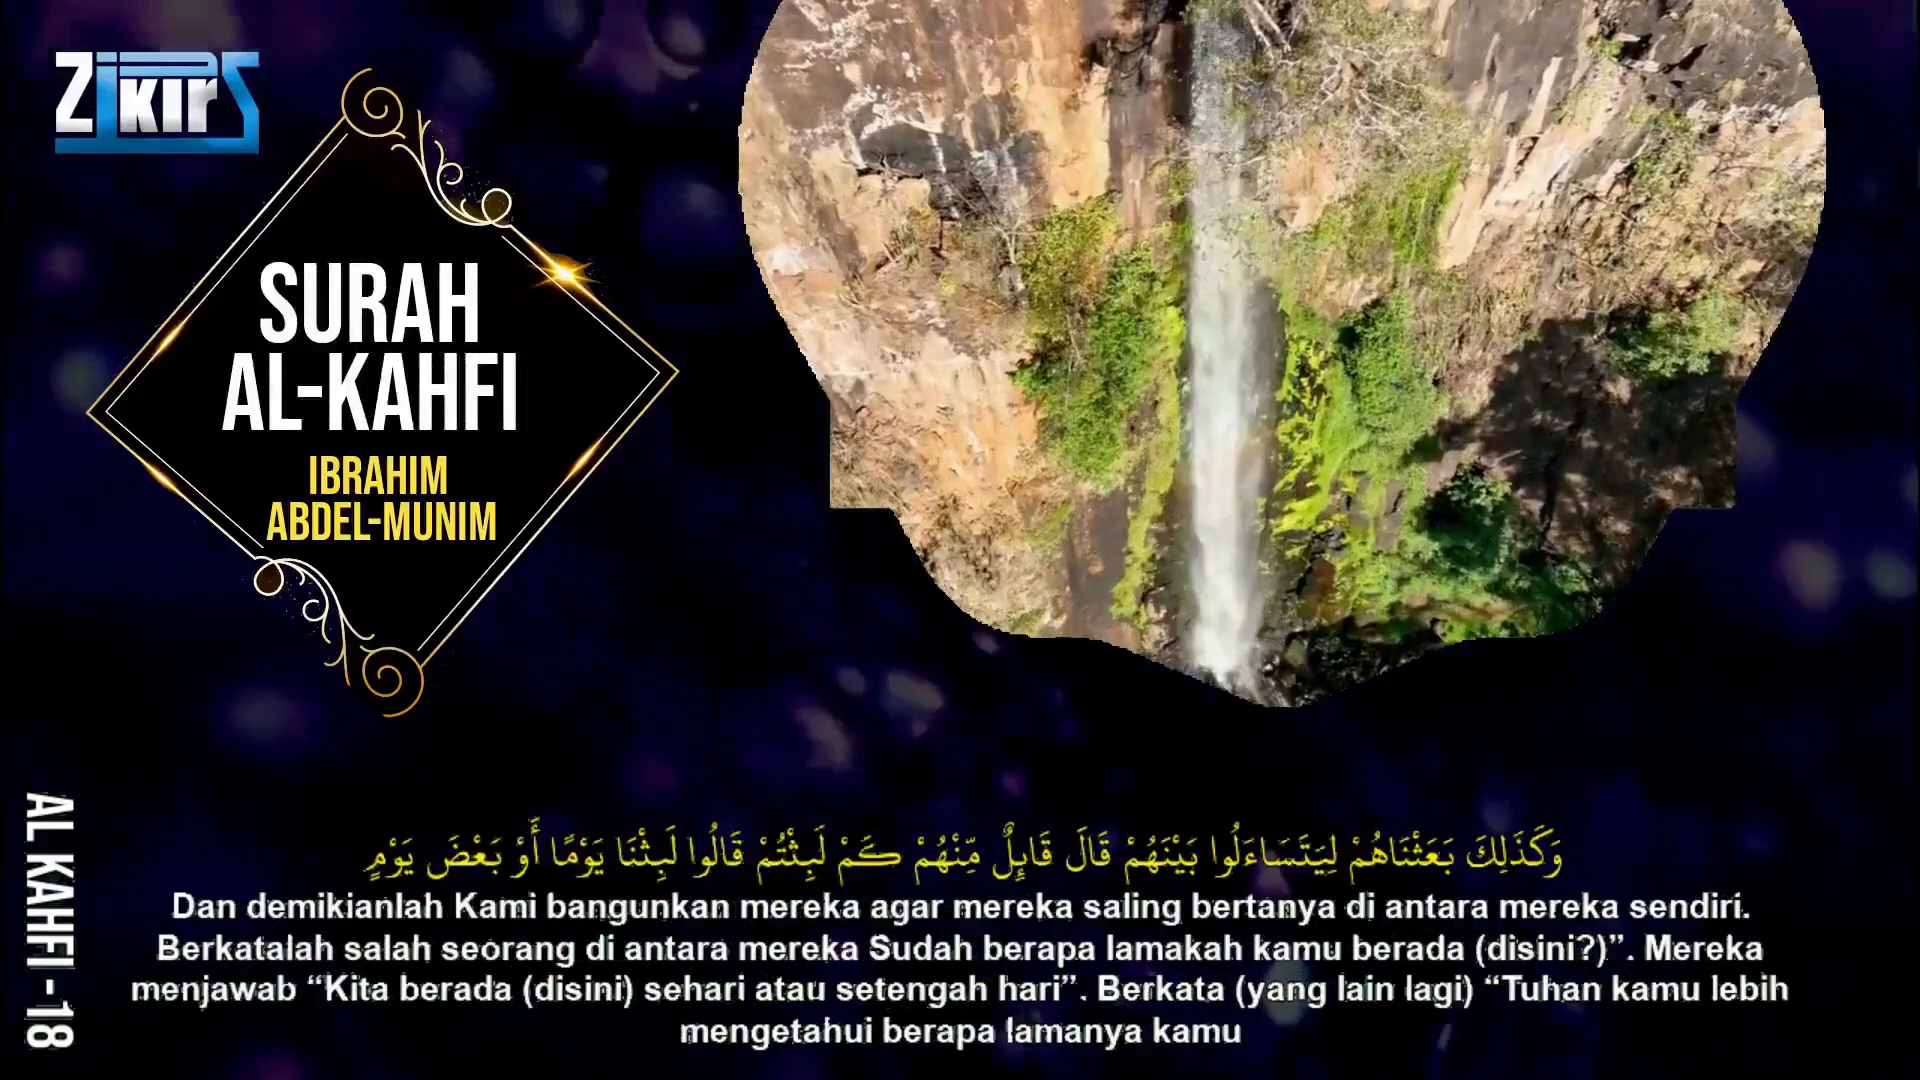 ZikirS
SURAH
AL-KAHFI
IBRAHIM
ABDEL-MUNIM
AL KAHFI - 18
وَكَذَلِكَ بَعَثْنَاهُمْ لِيَتَسَاءَلُوا بَيْنَهُمْ قَالَ قَايِٕلٌ مِّنْهُمْ كَمْ لَبِثْتُمْ قَالُوا لَبِثْنَا يَوْمًا أَوْ بَعْضَ يَوْمٍ
Dan demikianlah Kami bangunkan mereka agar mereka saling bertanya di antara mereka sendiri.
Berkatalah salah seorang di antara mereka Sudah berapa lamakah kamu berada (disini?)”. Mereka
menjawab “Kita berada (disini) sehari atau setengah hari”. Berkata (yang lain lagi) “Tuhan kamu lebih
mengetahui berapa lamanya kamu